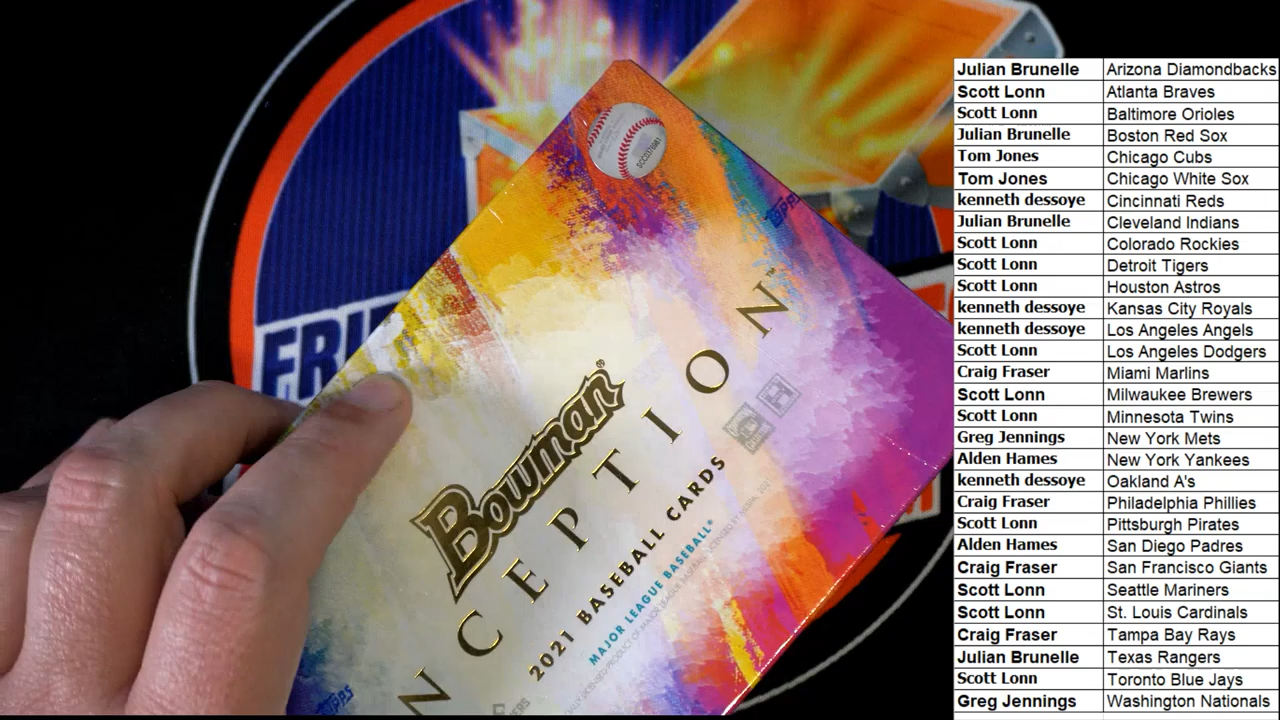 FRI
Bowman®
NCEPTION™
2021 BASEBALL CARDS
MAJOR LEAGUE BASEBALL®
TOPPS
TOPPS
Julian Brunelle Arizona Diamondbacks
Scott Lonn Atlanta Braves
Scott Lonn Baltimore Orioles
Julian Brunelle Boston Red Sox
Tom Jones Chicago Cubs
Tom Jones Chicago White Sox
kenneth dessoye Cincinnati Reds
Julian Brunelle Cleveland Indians
Scott Lonn Colorado Rockies
Scott Lonn Detroit Tigers
Scott Lonn Houston Astros
kenneth dessoye Kansas City Royals
kenneth dessoye Los Angeles Angels
Scott Lonn Los Angeles Dodgers
Craig Fraser Miami Marlins
Scott Lonn Milwaukee Brewers
Scott Lonn Minnesota Twins
Greg Jennings New York Mets
Alden Hames New York Yankees
kenneth dessoye Oakland A's
Craig Fraser Philadelphia Phillies
Scott Lonn Pittsburgh Pirates
Alden Hames San Diego Padres
Craig Fraser San Francisco Giants
Scott Lonn Seattle Mariners
Scott Lonn St. Louis Cardinals
Craig Fraser Tampa Bay Rays
Julian Brunelle Texas Rangers
Scott Lonn Toronto Blue Jays
Greg Jennings Washington Nationals